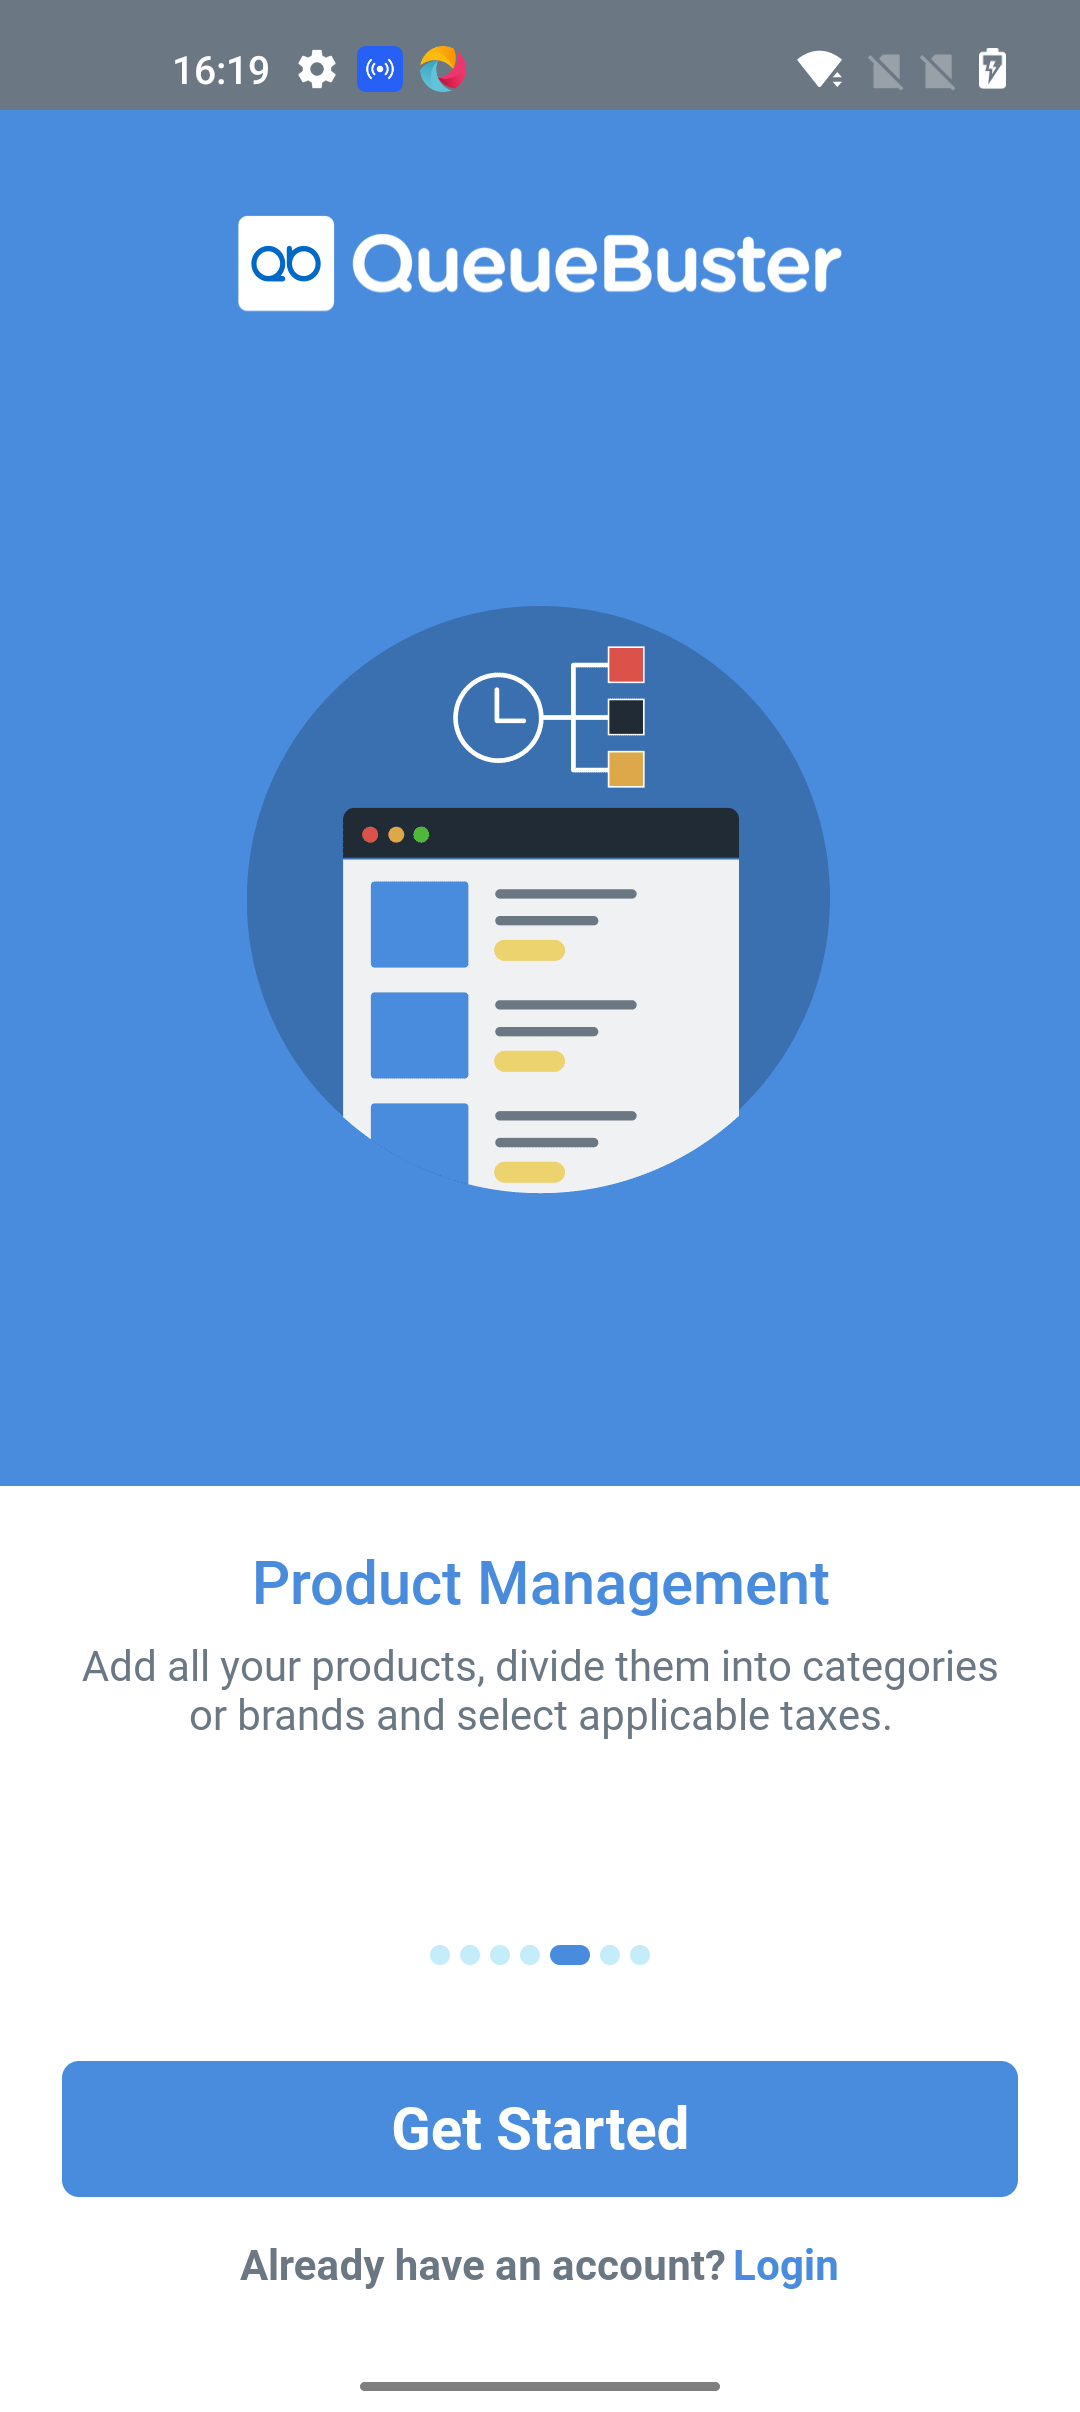 16:19
QueueBuster
Product Management
Add all your products, divide them into categories
or brands and select applicable taxes.
Get Started
Already have an account? Login